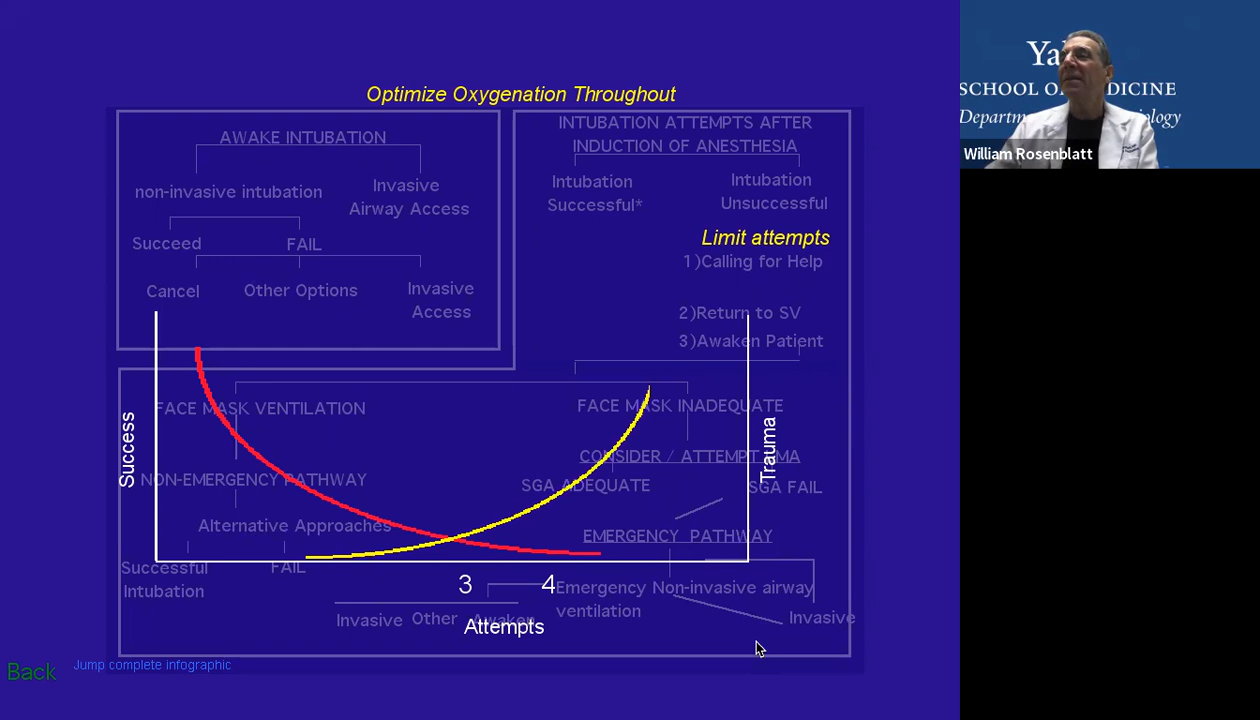 Optimize Oxygenation Throughout
AWAKE INTUBATION
non-invasive intubation
Invasive
Airway Access
Succeed
FAIL
Cancel
Other Options
Invasive
Access
INTUBATION ATTEMPTS AFTER
INDUCTION OF ANESTHESIA
Intubation
Successful*
Intubation
Unsuccessful
Limit attempts
1)Calling for Help
2)Return to SV
3)Awaken Patient
FACE MASK VENTILATION
FACE MASK INADEQUATE
CONSIDER / ATTEMPT
NON-EMERGENCY PATHWAY
SGA ADEQUATE
SGA FAIL
Alternative Approaches
EMERGENCY PATHWAY
Successful
Intubation
FAIL
Emergency Non-invasive airway
ventilation
Invasive
Invasive
Other
Awaken
Success
Trauma
3
4
Attempts
Back
Jump complete infographic
SCHOOL OF MEDICINE
William Rosenblatt